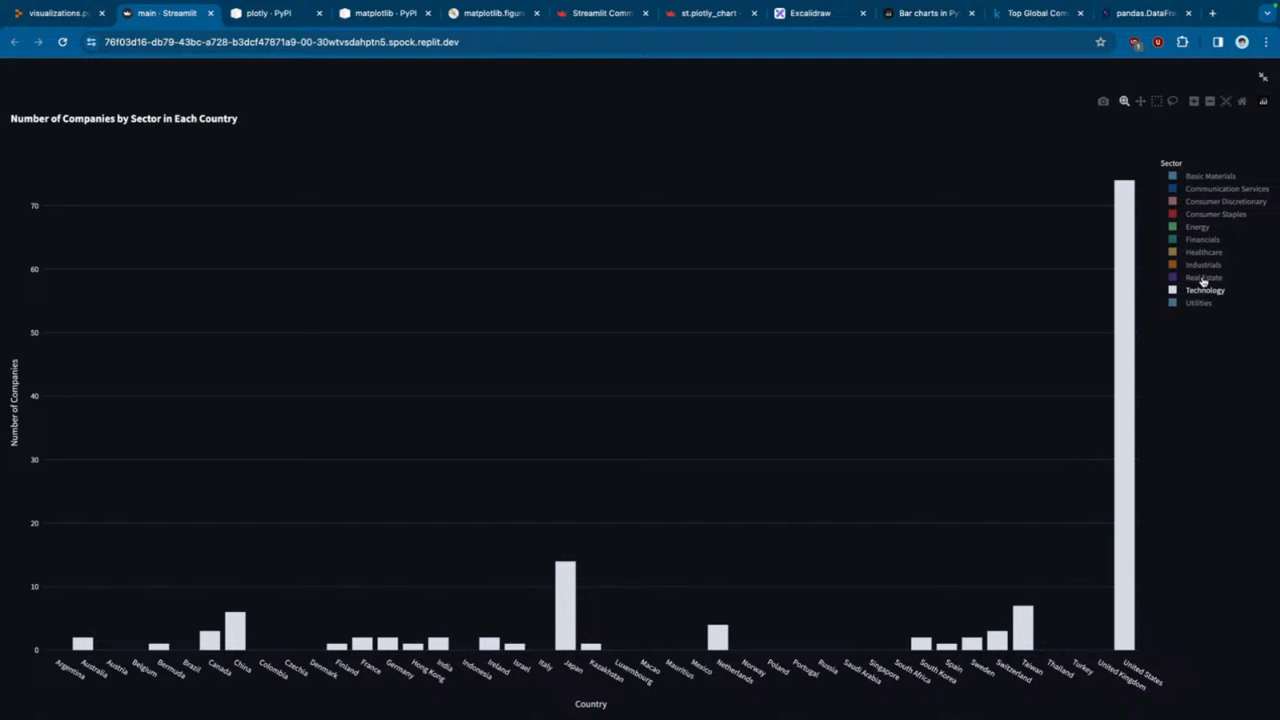 visualizations.p
main · Streamlit
plotly · PyPI
matplotlib · PyPI
matplotlib.figur
Streamlit Comm
st.plotly_chart -
Excalidraw
Bar charts in Py
Top Global Com
pandas.DataFra
76f03d16-db79-43bc-a728-b3dcf47871a9-00-30wtvsdahptn5.spock.replit.dev
Number of Companies by Sector in Each Country
Sector
Basic Materials
Communication Services
Consumer Discretionary
Consumer Staples
Energy
Financials
Healthcare
Industrials
Real Estate
Technology
Utilities
70
60
50
40
30
20
10
0
Number of Companies
Argentina
Australia
Austria
Belgium
Bermuda
Brazil
Canada
China
Colombia
Czechia
Denmark
Finland
France
Germany
Hong Kong
India
Indonesia
Ireland
Israel
Italy
Japan
Kazakhstan
Luxembourg
Macao
Mauritius
Mexico
Netherlands
Norway
Poland
Portugal
Russia
Saudi Arabia
Singapore
South Africa
South Korea
Spain
Sweden
Switzerland
Taiwan
Thailand
Turkey
United Kingdom
United States
Country